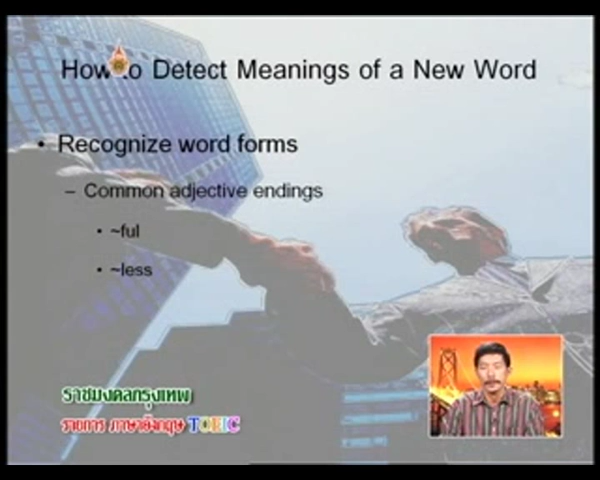 How to Detect Meanings of a New Word
• Recognize word forms
– Common adjective endings
• ~ful
• ~less
ราชมงคลกรุงเทพ
รายการ ภาษาอังกฤษ TOEIC